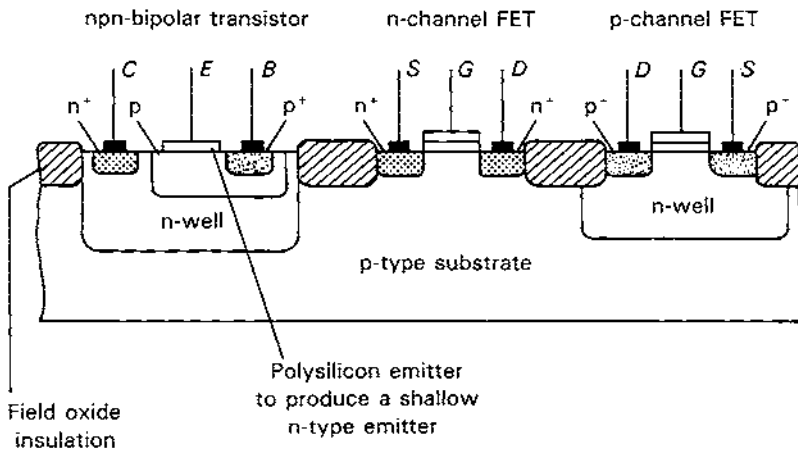 npn-bipolar transistor
n-channel FET
p-channel FET
C E B S G D D G S
n+ p p+ n+ n+ p- p-
n-well
n-well
p-type substrate
Polysilicon emitter
to produce a shallow
n-type emitter
Field oxide
insulation